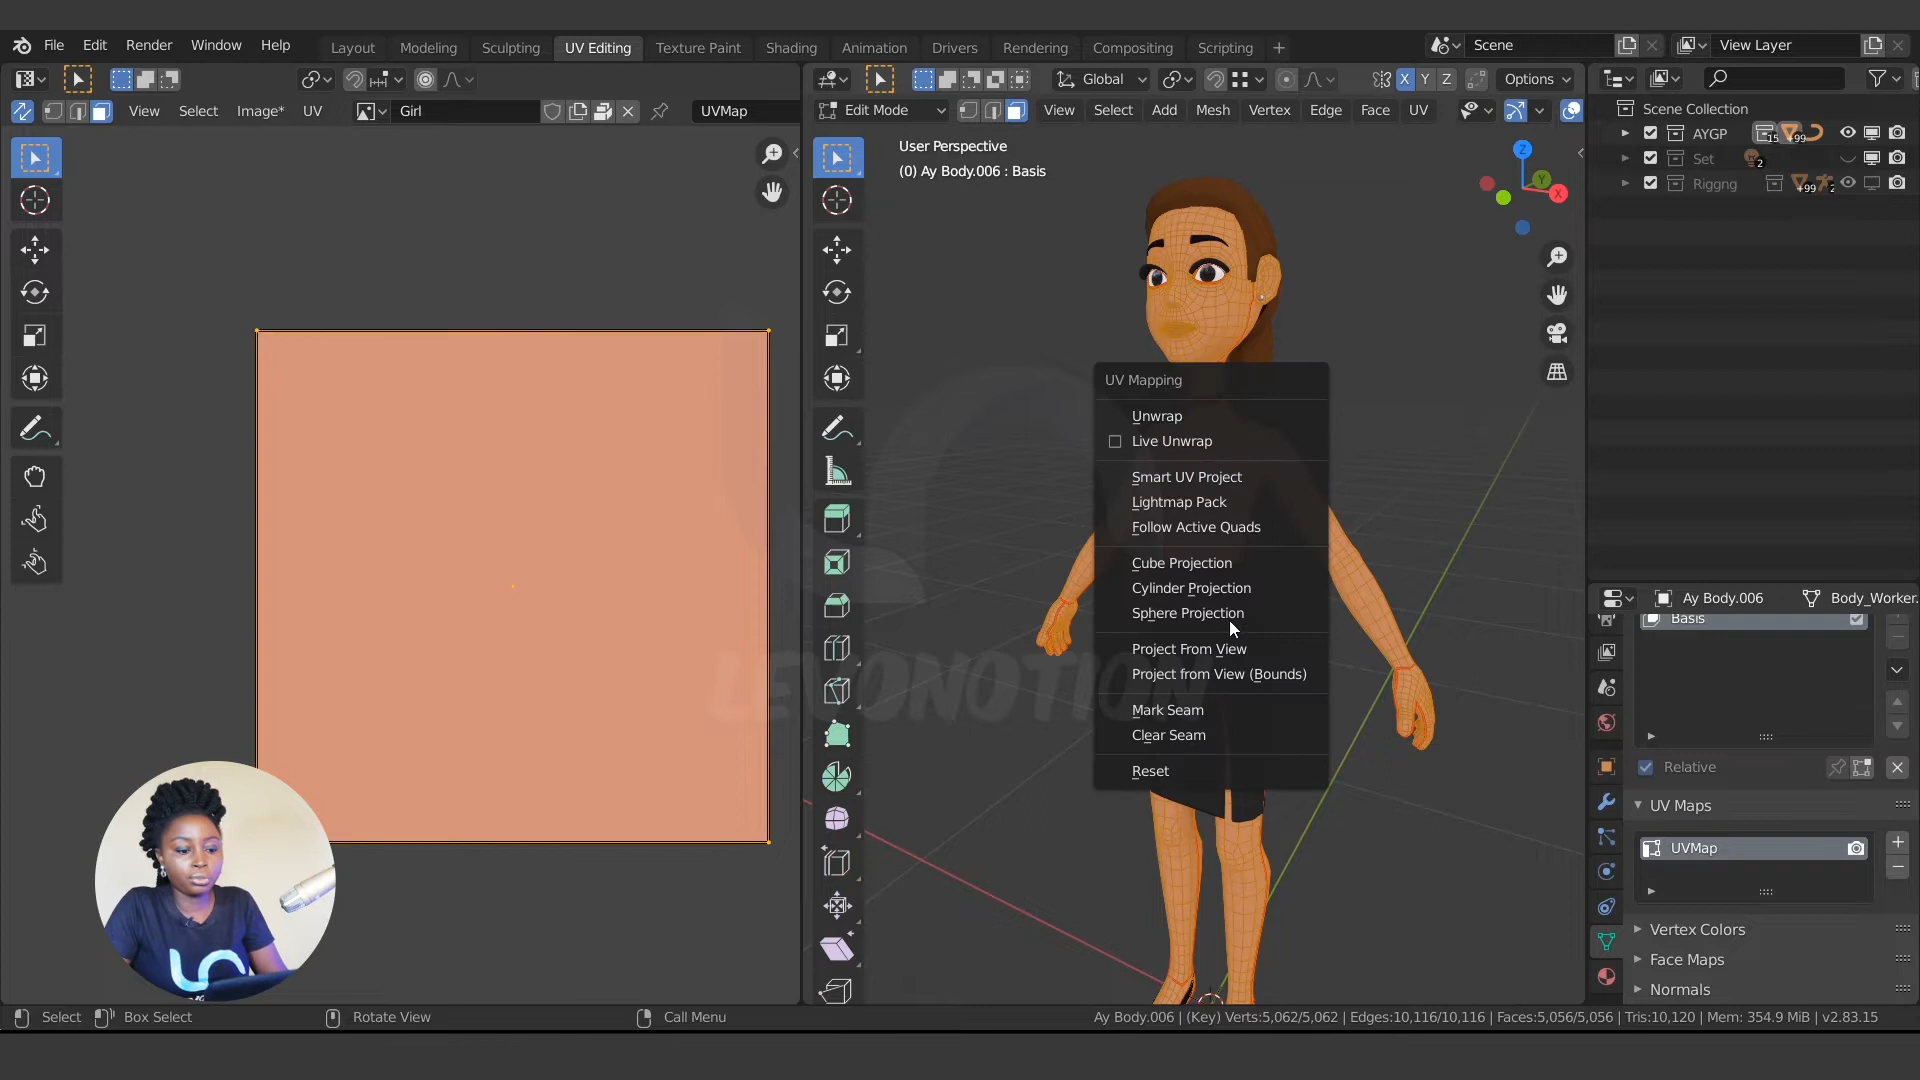 File Edit Render Window Help Layout Modeling Sculpting UV Editing Texture Paint Shading Animation Drivers Rendering Compositing Scripting + Scene View Layer
Global X Y Z Options
View Select Image* UV Girl UVMap Edit Mode View Select Add Mesh Vertex Edge Face UV
Scene Collection
AYGP 15 +99
Set 2
Riggng +99 2
User Perspective
(0) Ay Body.006 : Basis
Z
Y
X
UV Mapping
Unwrap
Live Unwrap
Smart UV Project
Lightmap Pack
Follow Active Quads
Cube Projection
Cylinder Projection
Sphere Projection
Project From View
Project from View (Bounds)
Mark Seam
Clear Seam
Reset
LEVONOTION
Ay Body.006 Body_Worker.
Basis
Relative
UV Maps
UVMap
Vertex Colors
Face Maps
Normals
Select Box Select Rotate View Call Menu Ay Body.006 | (Key) Verts:5,062/5,062 | Edges:10,116/10,116 | Faces:5,056/5,056 | Tris:10,120 | Mem: 354.9 MiB | v2.83.15